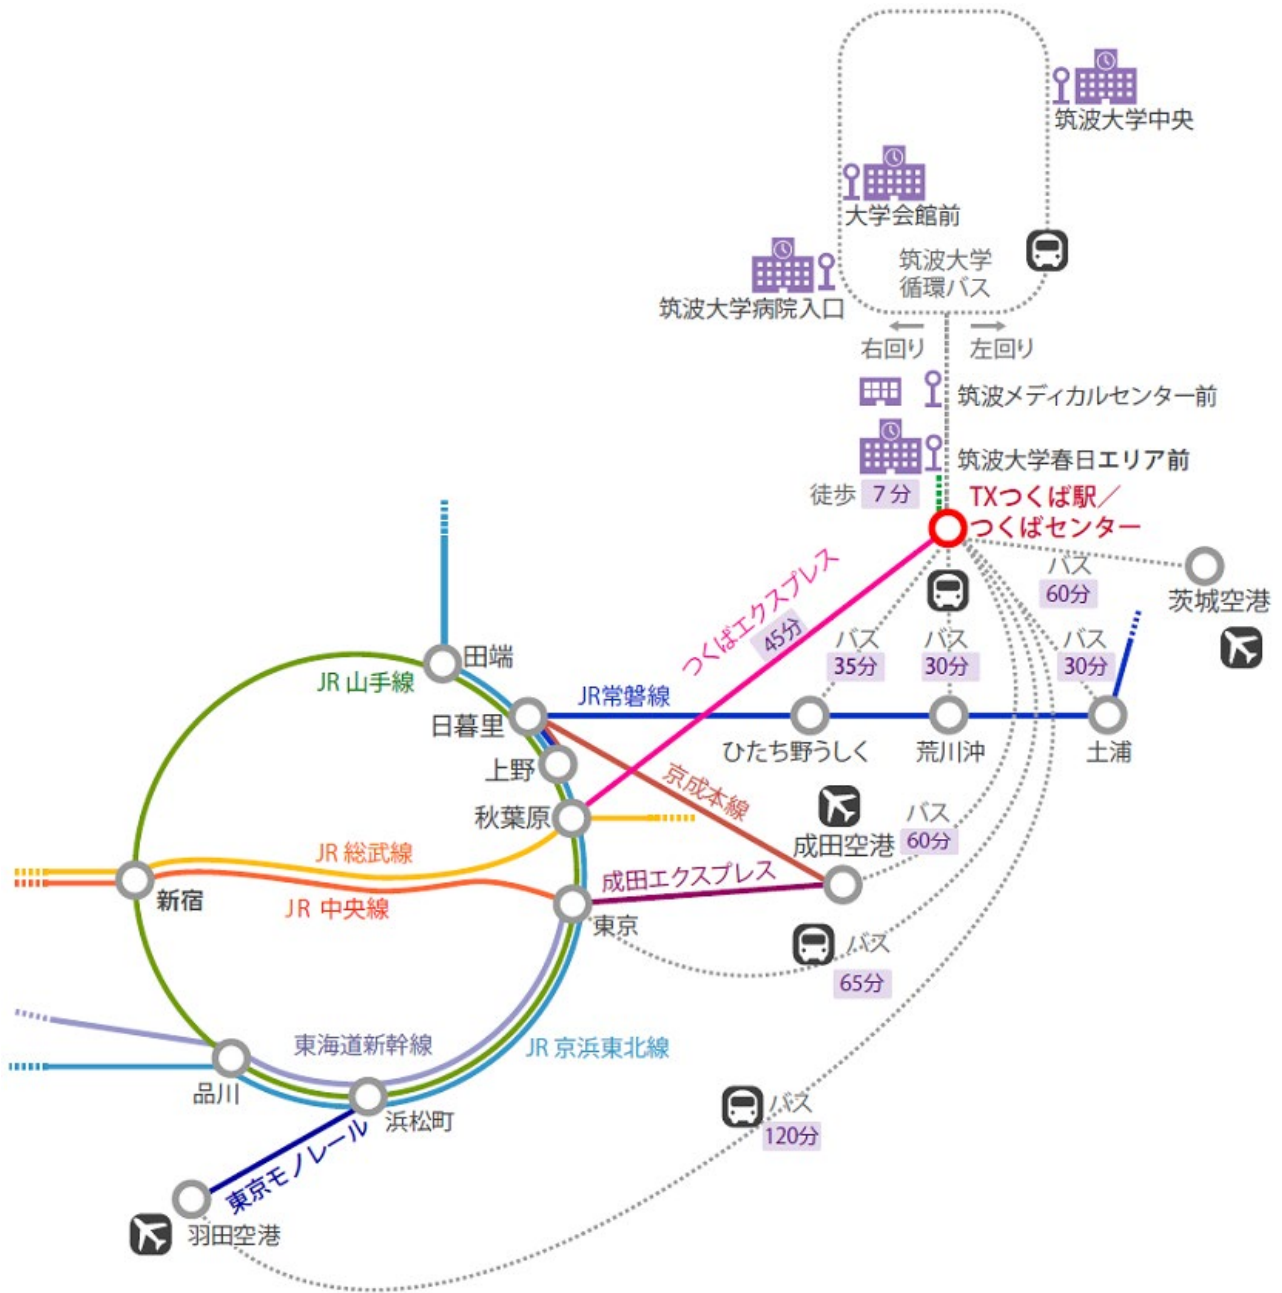 筑波大学中央
大学会館前
筑波大学
循環バス
筑波大学病院入口
右回り
左回り
筑波メディカルセンター前
筑波大学春日エリア前
徒歩 7分
TXつくば駅／
つくばセンター
バス
60分
茨城空港
つくばエクスプレス
45分
バス
35分
バス
30分
バス
30分
田端
JR 山手線
日暮里
JR常磐線
ひたち野うしく
荒川沖
土浦
上野
京成本線
秋葉原
成田空港
バス
60分
JR 総武線
成田エクスプレス
新宿
JR 中央線
東京
バス
65分
東海道新幹線
JR 京浜東北線
品川
浜松町
バス
120分
東京モノレール
羽田空港